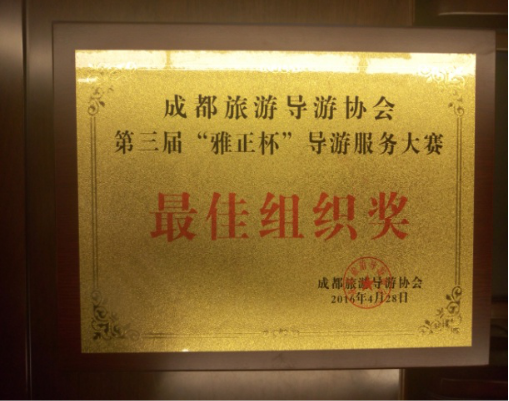 成都旅游导游协会
第三届“雅正杯”导游服务大赛
最佳组织奖
成都旅游导游协会
2016年4月28日